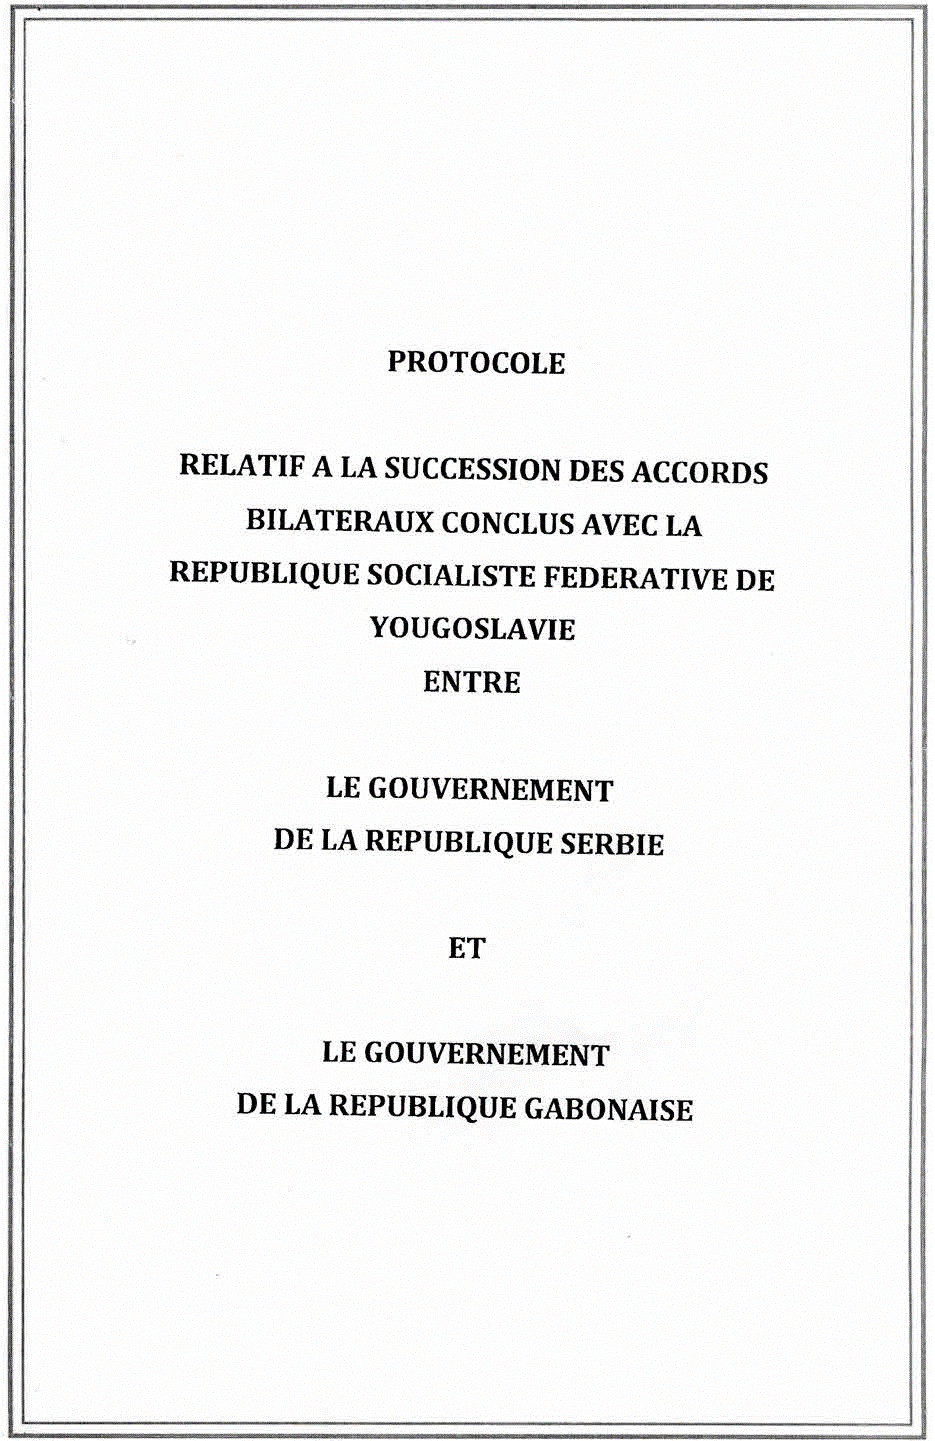 PROTOCOLE
RELATIF A LA SUCCESSION DES ACCORDS
BILATERAUX CONCLUS AVEC LA
REPUBLIQUE SOCIALISTE FEDERATIVE DE
YOUGOSLAVIE
ENTRE
LE GOUVERNEMENT
DE LA REPUBLIQUE SERBIE
ET
LE GOUVERNEMENT
DE LA REPUBLIQUE GABONAISE